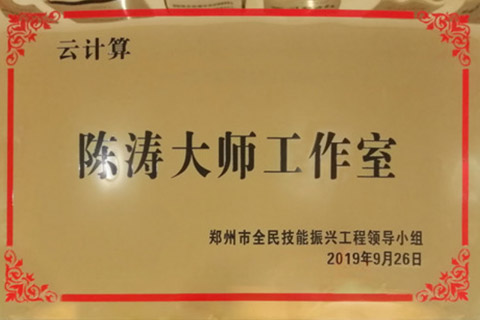 云计算
陈涛大师工作室
郑州市全民技能振兴工程领导小组
2019年9月26日